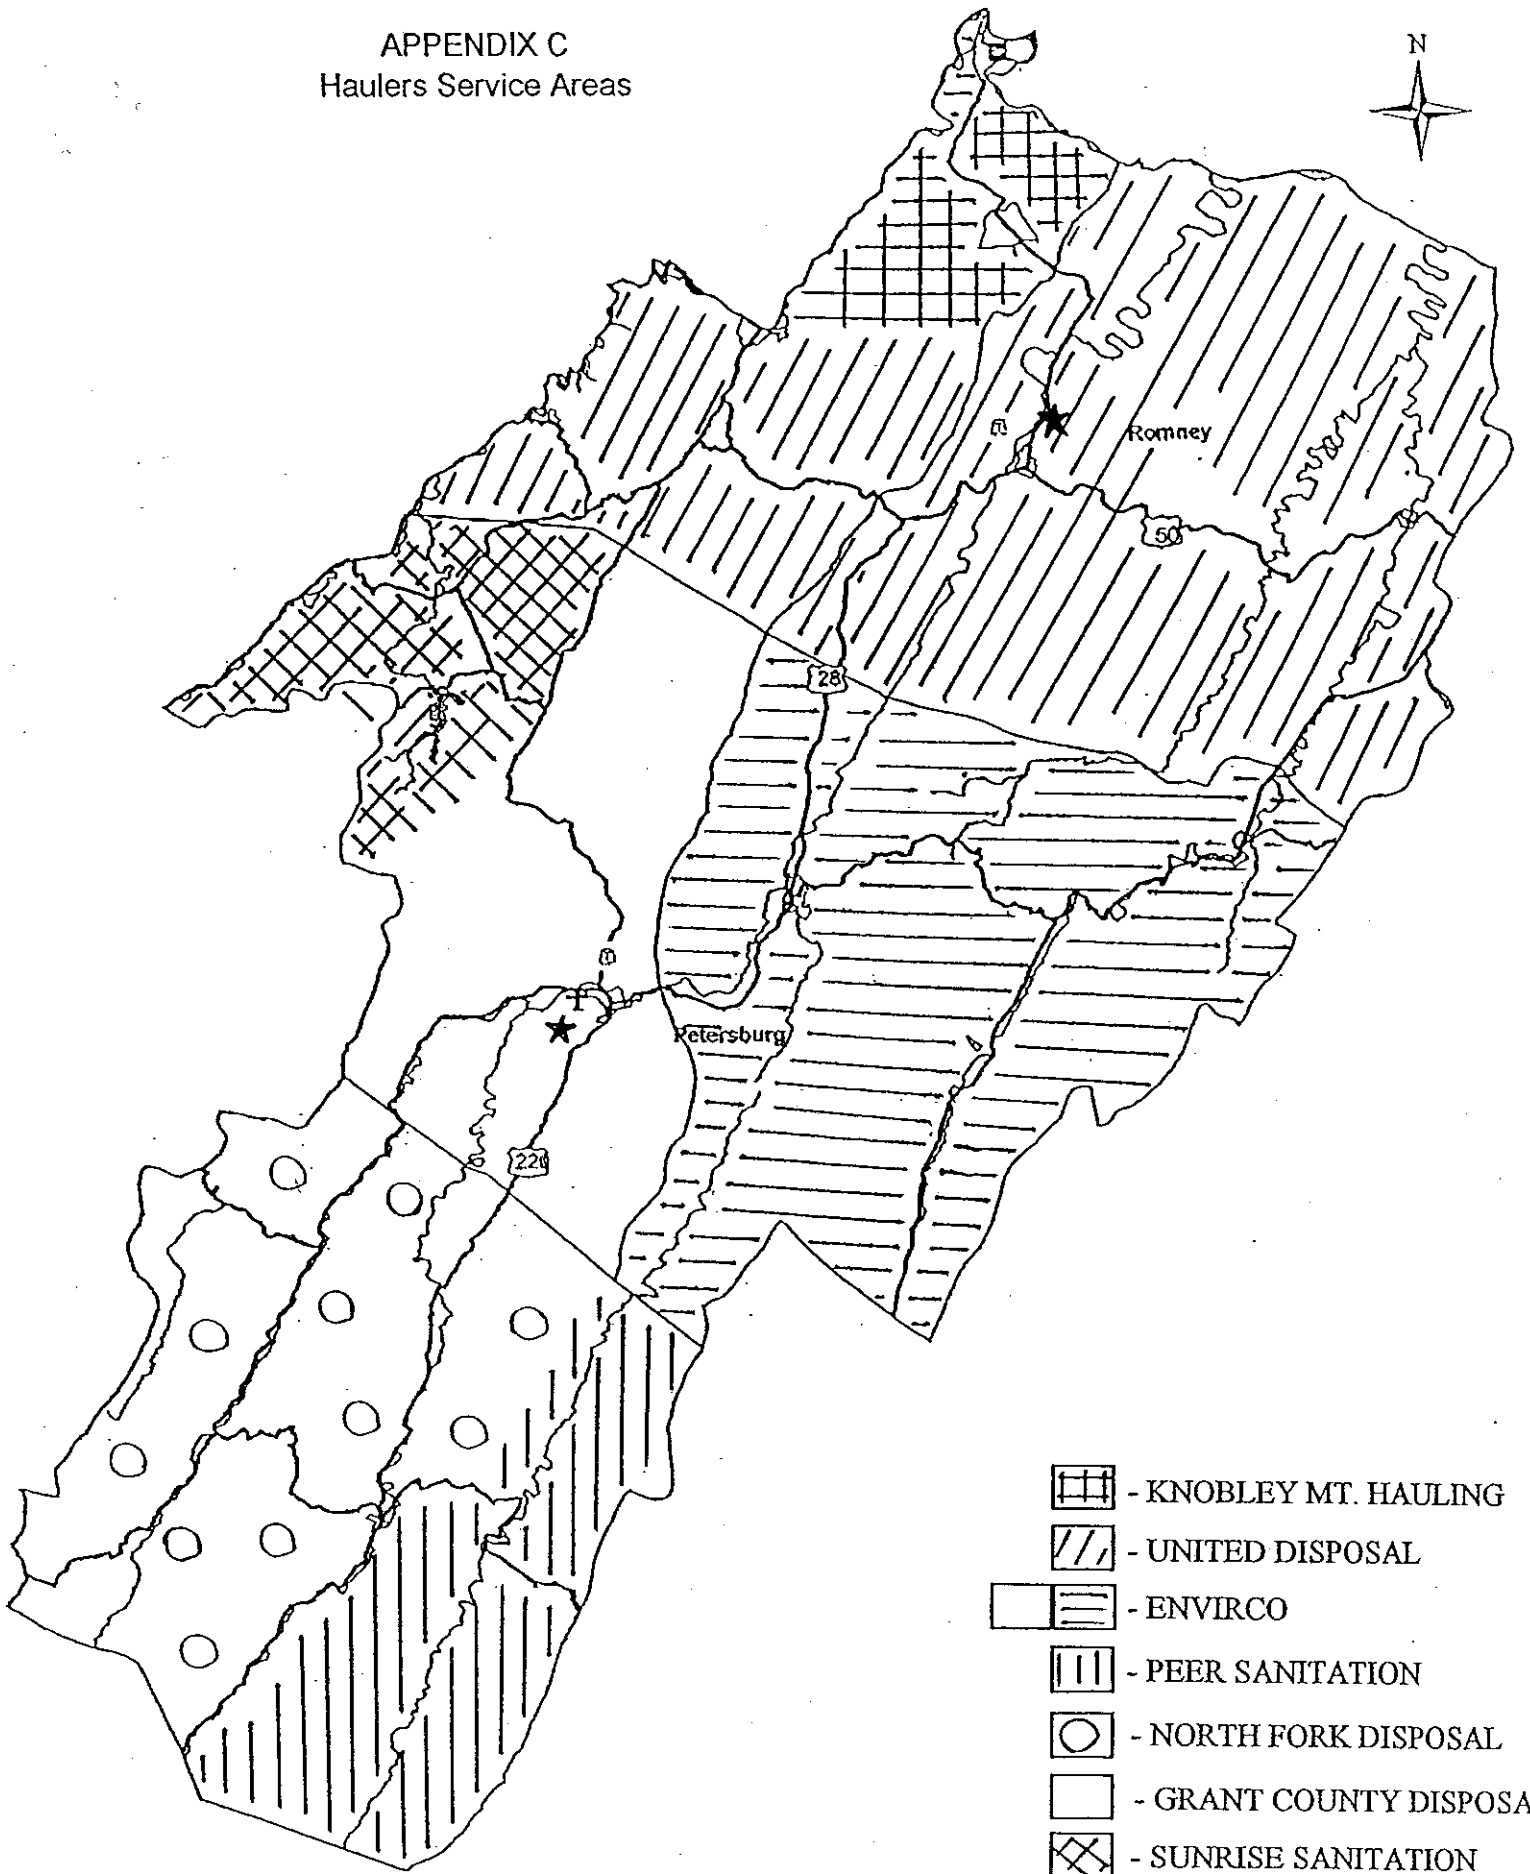 APPENDIX C
Haulers Service Areas
N
Romney
50
28
Petersburg
220
- KNOBLEY MT. HAULING
- UNITED DISPOSAL
- ENVIRCO
- PEER SANITATION
- NORTH FORK DISPOSAL
- GRANT COUNTY DISPOSA
- SUNRISE SANITATION